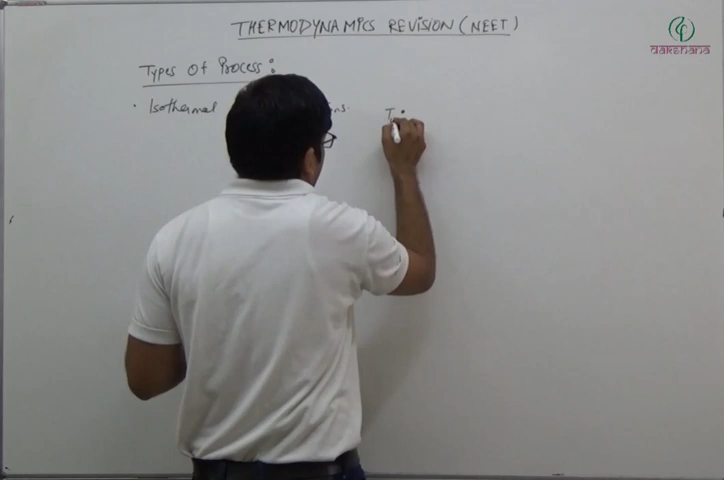 THERMODYNAMICS REVISION (NEET)
dakshana
Types Of Process:
· Isothermal
T